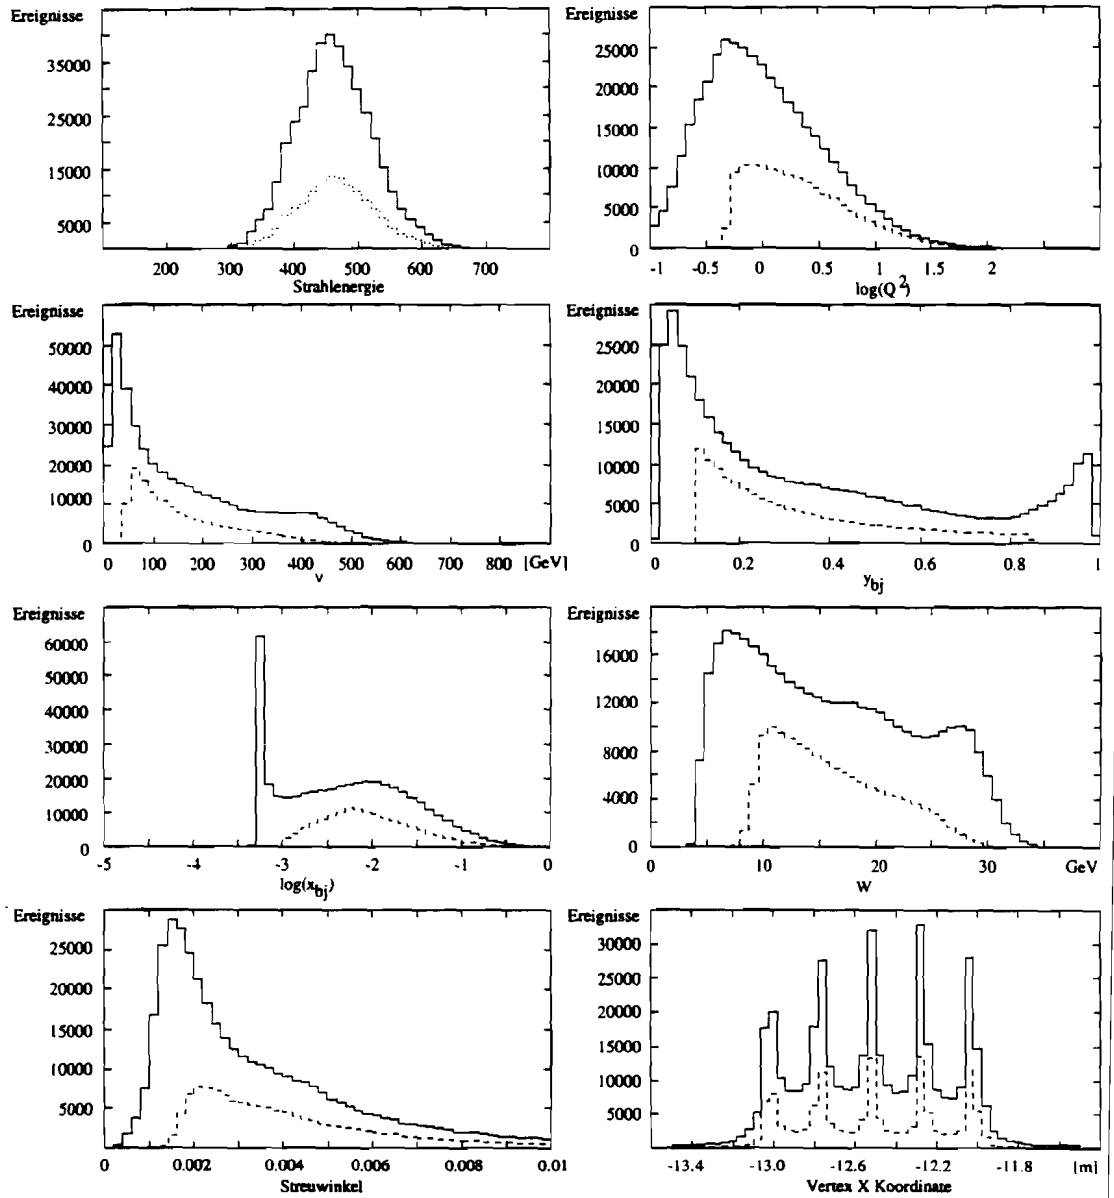 Ereignisse
35000
25000
15000
5000
200 300 400 500 600 700
Strahlenergie
Ereignisse
25000
20000
15000
10000
5000
0
-1 -0.5 0 0.5 1 1.5 2
log(Q²)
Ereignisse
50000
40000
30000
20000
10000
0
0 100 200 300 400 500 600 700 800 [GeV]
ν
Ereignisse
25000
20000
15000
10000
5000
0
0 0.2 0.4 0.6 0.8 1
y_bj
Ereignisse
60000
50000
40000
30000
20000
10000
0
-5 -4 -3 -2 -1 0
log(x_bj)
Ereignisse
16000
12000
8000
4000
0
0 10 20 30 GeV
W
Ereignisse
25000
20000
15000
10000
5000
0 0.002 0.004 0.006 0.008 0.01
Streuwinkel
Ereignisse
30000
25000
20000
15000
10000
5000
-13.4 -13.0 -12.6 -12.2 -11.8 [m]
Vertex X Koordinate